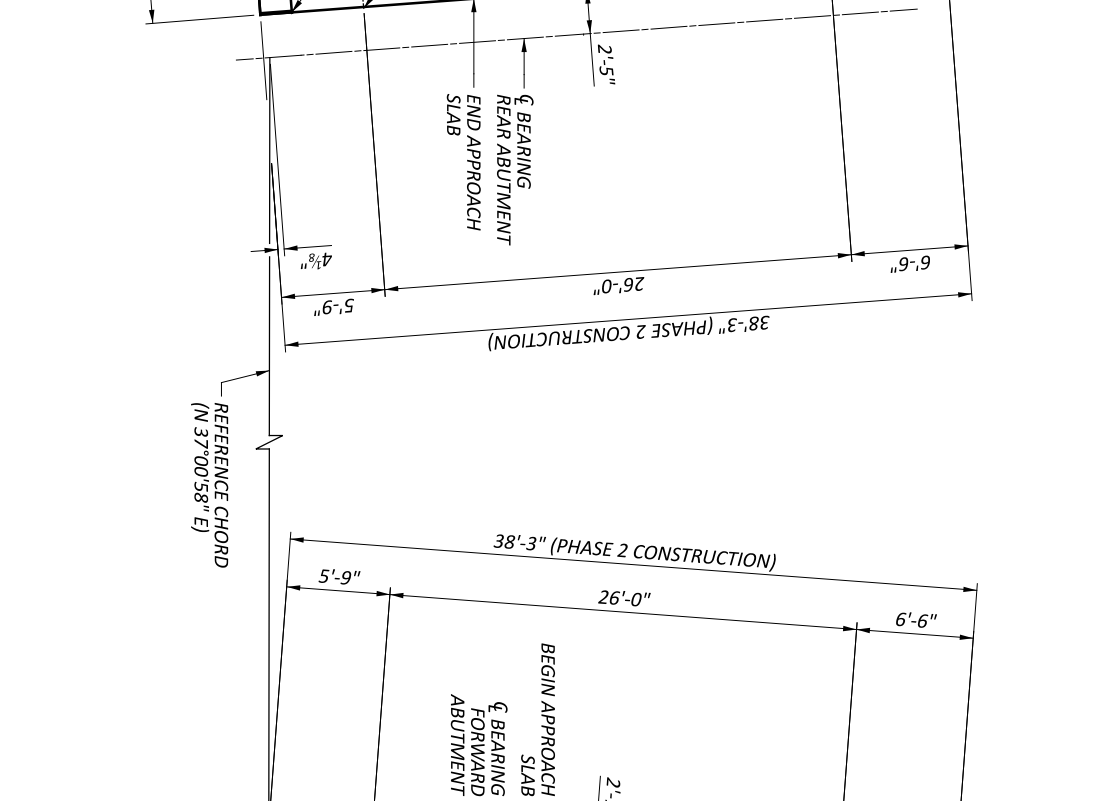 2'-5"
℄ BEARING
REAR ABUTMENT
END APPROACH
SLAB
4⅛"
5'-9"
26'-0"
6'-6"
38'-3" (PHASE 2 CONSTRUCTION)
REFERENCE CHORD
(N 37°00'58" E)
38'-3" (PHASE 2 CONSTRUCTION)
5'-9"
26'-0"
6'-6"
BEGIN APPROACH
SLAB
℄ BEARING
FORWARD
ABUTMENT
2'-